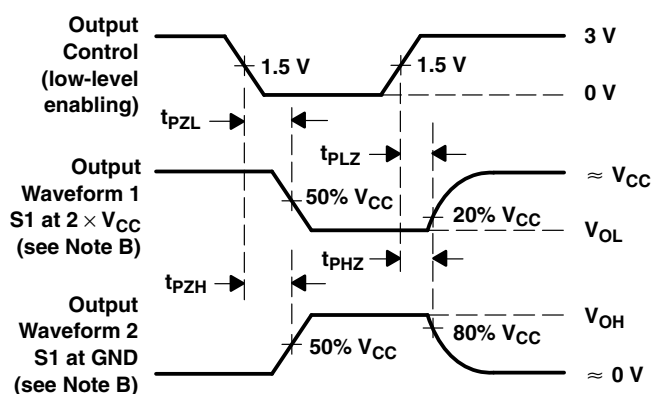 Output
Control
(low-level
enabling)
3 V
1.5 V
1.5 V
0 V
tPZL
tPLZ
Output
Waveform 1
S1 at 2 × VCC
(see Note B)
≈ VCC
50% VCC
20% VCC
VOL
tPZH
tPHZ
Output
Waveform 2
S1 at GND
(see Note B)
VOH
50% VCC
80% VCC
≈ 0 V